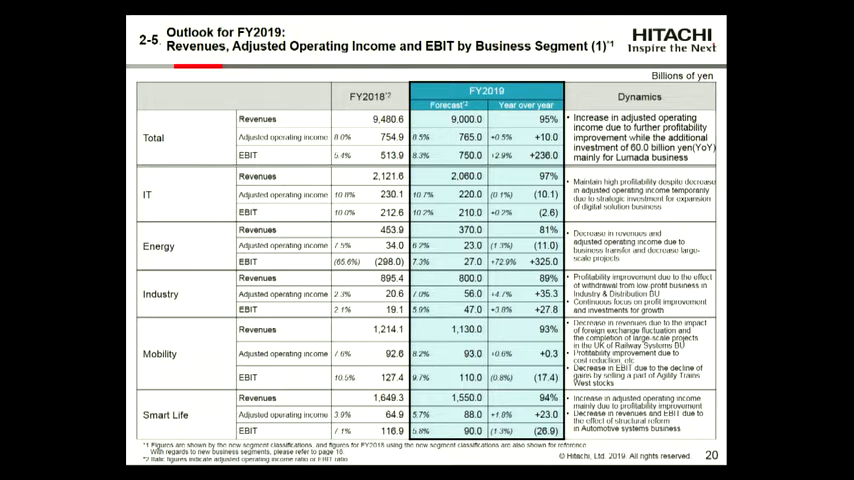 2-5. Outlook for FY2019:
Revenues, Adjusted Operating Income and EBIT by Business Segment (1)*1
HITACHI
Inspire the Next
Billions of yen
FY2018*2 FY2019 Dynamics
Forecast*2 Year over year
Total
Revenues 9,480.6 9,000.0 95%
Adjusted operating income 8.0% 754.9 8.5% 765.0 +0.5% +10.0
EBIT 5.4% 513.9 8.3% 750.0 +2.9% +236.0
• Increase in adjusted operating
income due to further profitability
improvement while the additional
investment of 60.0 billion yen(YoY)
mainly for Lumada business
IT
Revenues 2,121.6 2,060.0 97%
Adjusted operating income 10.8% 230.1 10.7% 220.0 (0.1%) (10.1)
EBIT 10.0% 212.6 10.2% 210.0 +0.2% (2.6)
• Maintain high profitability despite decrease
in adjusted operating income temporarily
due to strategic investment for expansion
of digital solution business
Energy
Revenues 453.9 370.0 81%
Adjusted operating income 7.5% 34.0 6.2% 23.0 (1.3%) (11.0)
EBIT (65.6%) (298.0) 7.3% 27.0 +72.9% +325.0
• Decrease in revenues and
adjusted operating income due to
business transfer and decrease large-
scale projects
Industry
Revenues 895.4 800.0 89%
Adjusted operating income 2.3% 20.6 7.0% 56.0 +4.7% +35.3
EBIT 2.1% 19.1 5.9% 47.0 +3.8% +27.8
• Profitability improvement due to the effect
of withdrawal from low profit business in
Industry & Distribution BU
• Continuous focus on profit improvement
and investments for growth
Mobility
Revenues 1,214.1 1,130.0 93%
Adjusted operating income 7.6% 92.6 8.2% 93.0 +0.6% +0.3
EBIT 10.5% 127.4 9.7% 110.0 (0.8%) (17.4)
• Decrease in revenues due to the impact
of foreign exchange fluctuation and
the completion of large-scale projects
in the UK of Railway Systems BU
• Profitability improvement due to
cost reduction, etc
• Decrease in EBIT due to the decline of
gains by selling a part of Agility Trains
West stocks
Smart Life
Revenues 1,649.3 1,550.0 94%
Adjusted operating income 3.9% 64.9 5.7% 88.0 +1.8% +23.0
EBIT 7.1% 116.9 5.8% 90.0 (1.3%) (26.9)
• Increase in adjusted operating income
mainly due to profitability improvement
• Decrease in revenues and EBIT due to
the effect of structural reform
in Automotive systems business
*1 Figures are shown by the new segment classifications, and figures for FY2018 using the new segment classifications are also shown for reference.
With regards to new business segments, please refer to page 18.
*2 Italic figures indicate adjusted operating income ratio or EBIT ratio
© Hitachi, Ltd. 2019. All rights reserved. 20